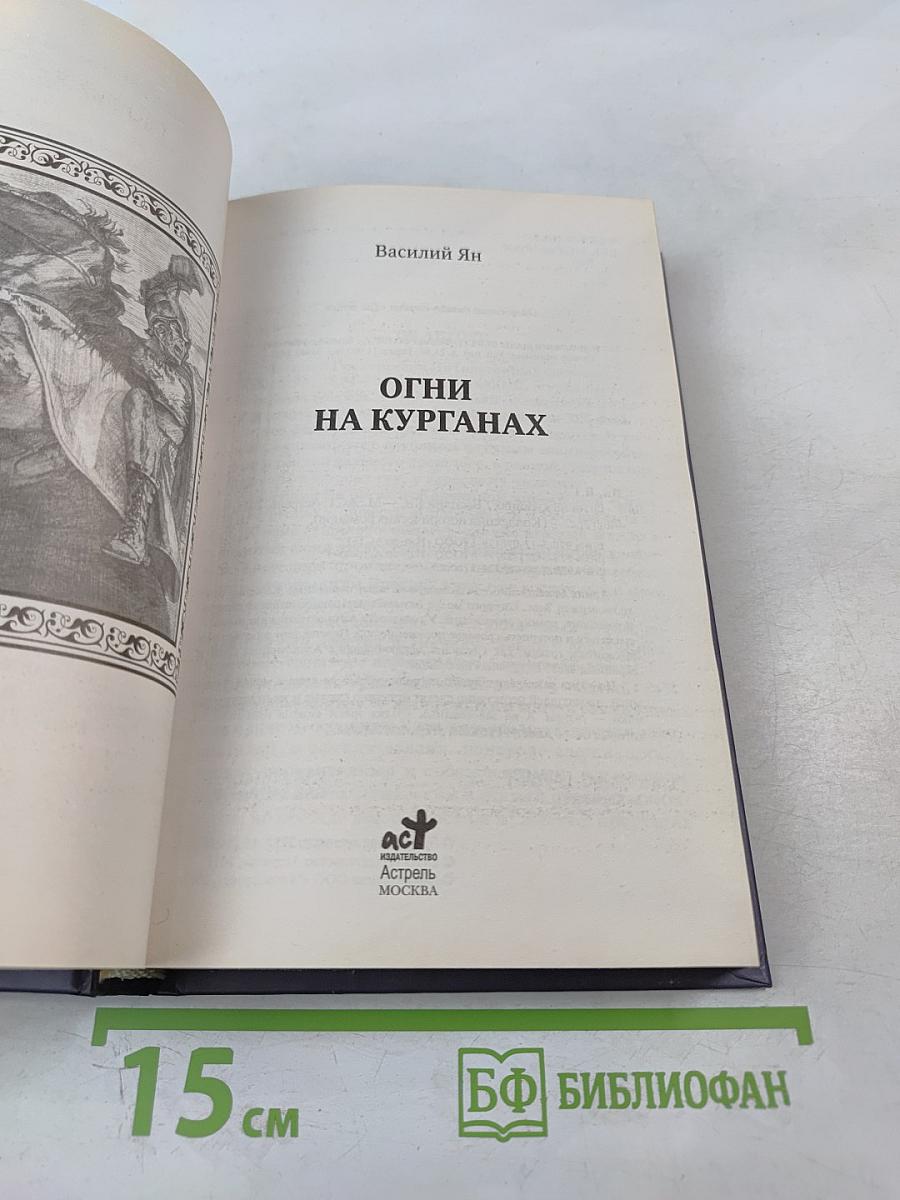 Василий Ян
ОГНИ
НА КУРГАНАХ
аст
ИЗДАТЕЛЬСТВО
Астрель
МОСКВА
15 см
БФ БИБЛИОФАН